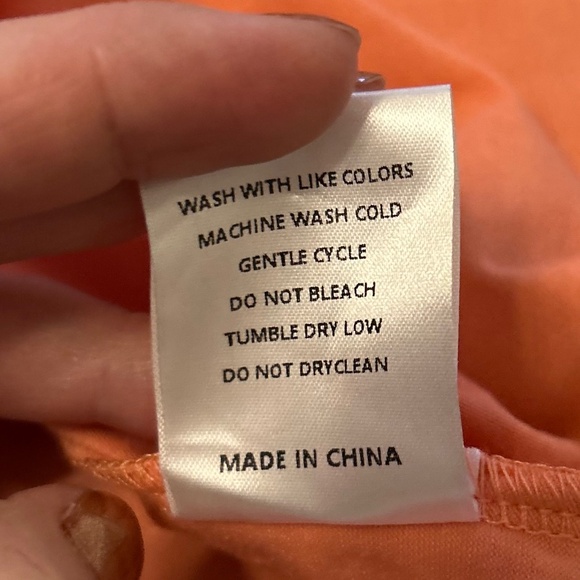 WASH WITH LIKE COLORS
MACHINE WASH COLD
GENTLE CYCLE
DO NOT BLEACH
TUMBLE DRY LOW
DO NOT DRYCLEAN
MADE IN CHINA